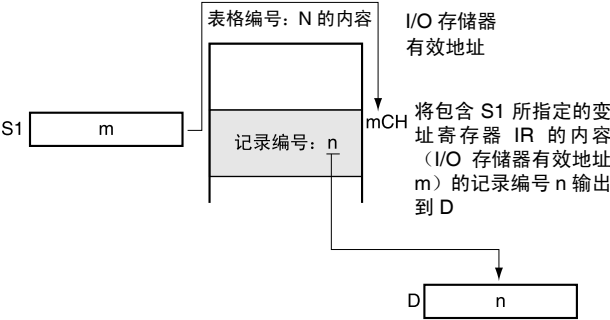 表格编号：N 的内容
I/O 存储器
有效地址
S1
m
mCH
记录编号：n
将包含 S1 所指定的变
址寄存器 IR 的内容
（I/O 存储器有效地址
m）的记录编号 n 输出
到 D
D
n